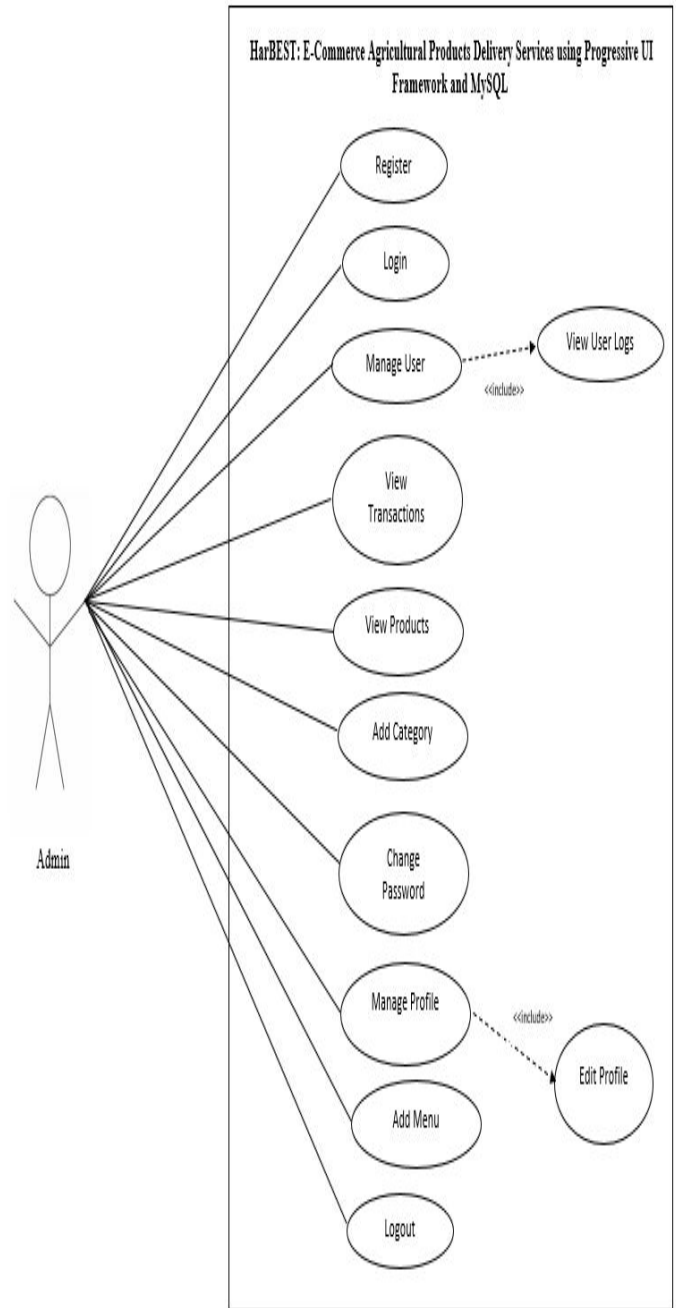 HarBEST: E-Commerce Agricultural Products Delivery Services using Progressive UI
Framework and MySQL
Register
Login
Manage User
<<include>>
View User Logs
View
Transactions
View Products
Add Category
Change
Password
Admin
Manage Profile
<<include>>
Edit Profile
Add Menu
Logout